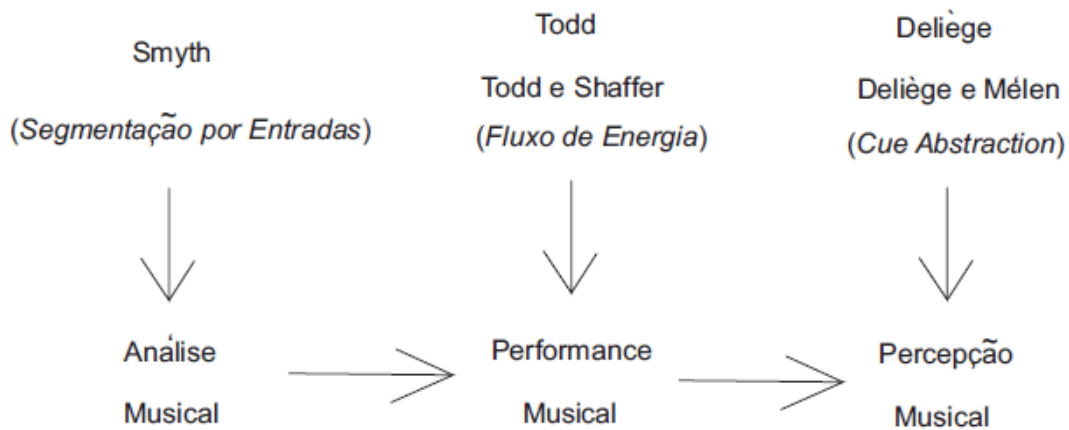 Smyth
(Segmentação por Entradas)
Todd
Todd e Shaffer
(Fluxo de Energia)
Deliège
Deliège e Mélen
(Cue Abstraction)
Análise
Musical
Performance
Musical
Percepção
Musical